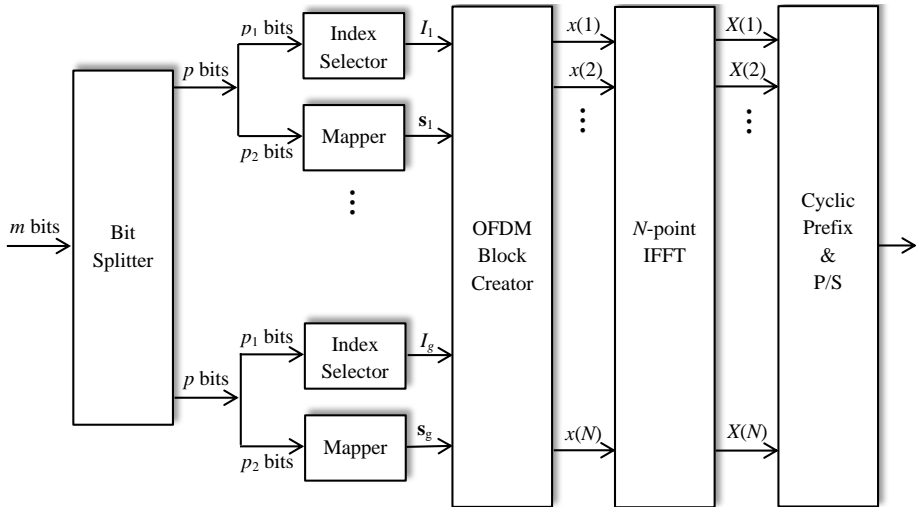 m bits
Bit
Splitter
p bits
p₁ bits
Index
Selector
I₁
p₂ bits
Mapper
s₁
⋮
p bits
p₁ bits
Index
Selector
I_g
p₂ bits
Mapper
s_g
OFDM
Block
Creator
x(1)
x(2)
⋮
x(N)
N-point
IFFT
X(1)
X(2)
⋮
X(N)
Cyclic
Prefix
&
P/S